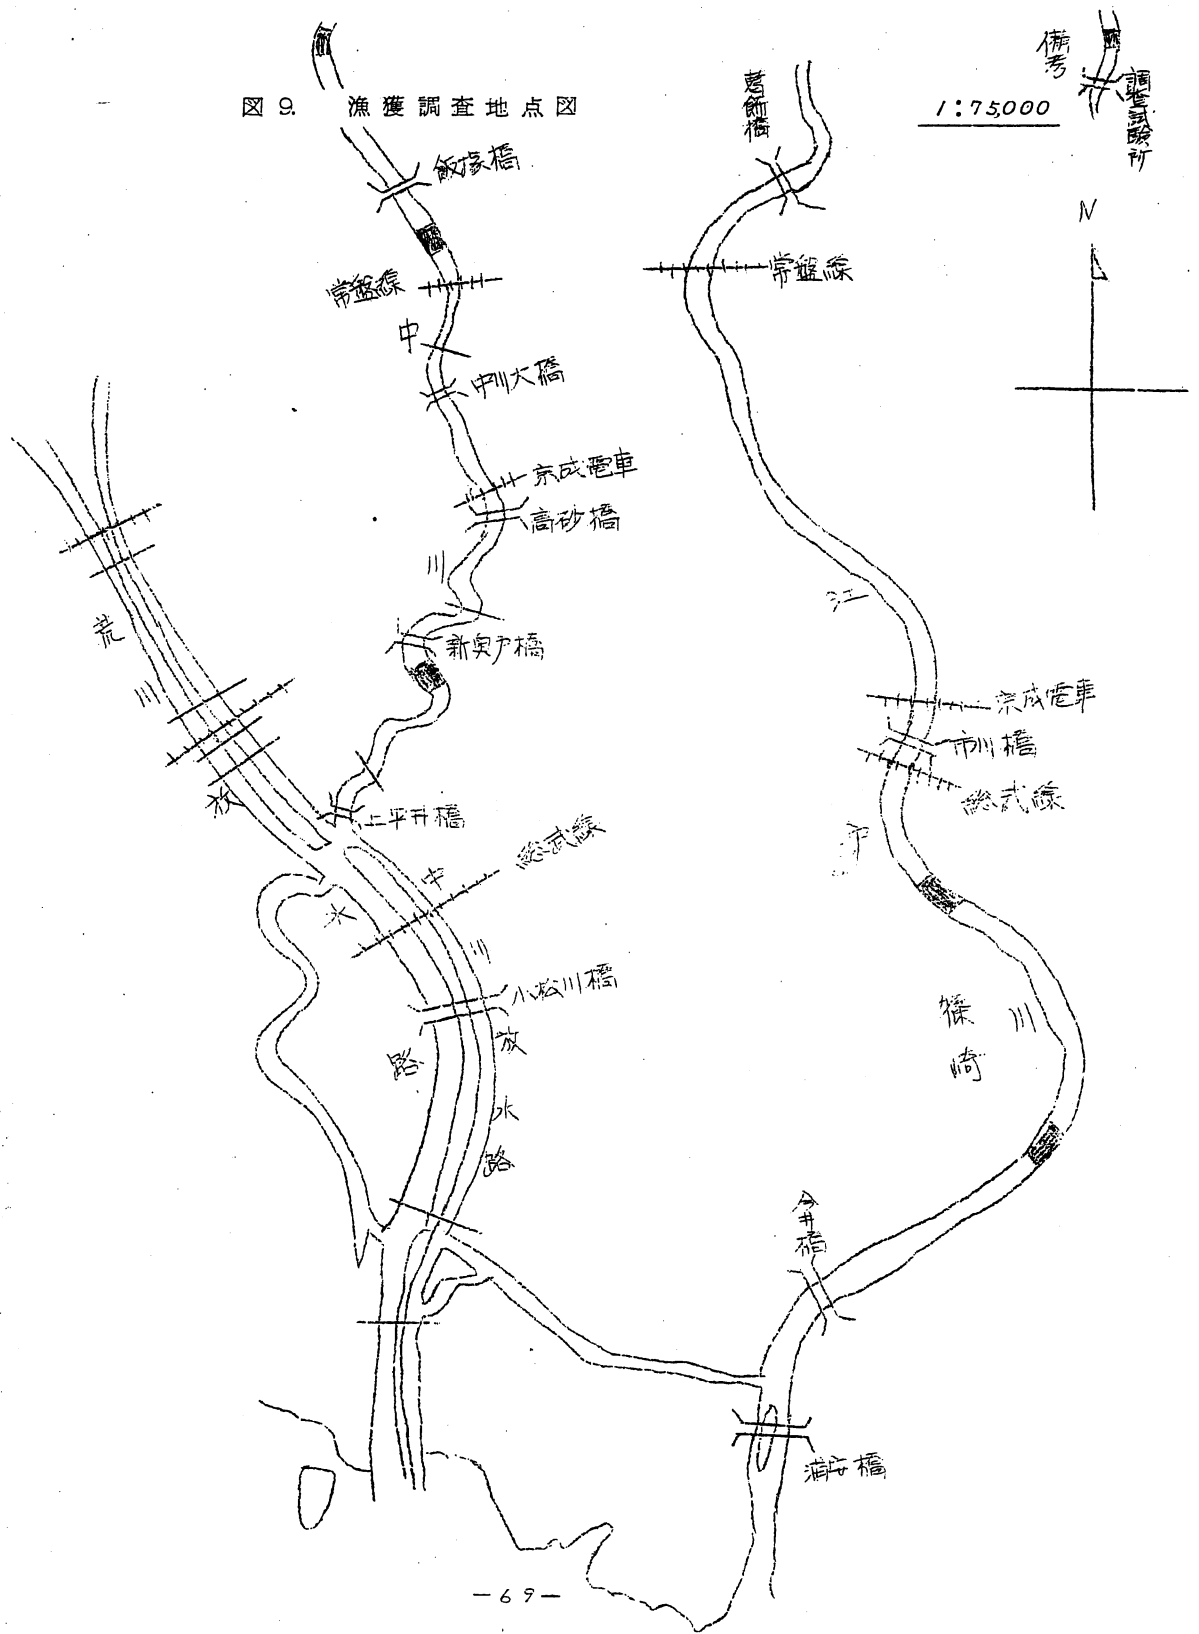 図 9. 漁獲調査地点図
1:75,000
備考
調査試験所
N
飯塚橋
常盤線
中
中川大橋
京成電車
高砂橋
川
新奥戸橋
上平井橋
葛飾橋
常盤線
江
京成電車
市川橋
総武線
戸
川
篠崎
今井橋
浦安橋
荒
川
放
水
路
総武線
中
川
小松川橋
放
水
路
—69—